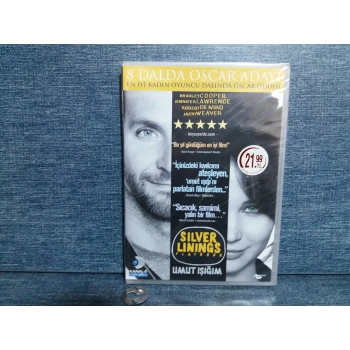 8 DALDA OSCAR ADAYI
EN İYİ KADIN OYUNCU DALINDA OSCAR ÖDÜLÜ
BRADLEY COOPER
JENNIFER LAWRENCE
ROBERT DE NIRO
JACKI WEAVER
★★★★★
"Bu yıl gördüğüm en iyi film!"
21.99
TL
"İçinizdeki kıvılcımı
ateşleyen,
'umut ışığı'nı
parlatan filmlerden..."
"Sıcacık, samimi,
yalın bir film..."
SILVER
LININGS
PLAYBOOK
UMUT IŞIĞIM